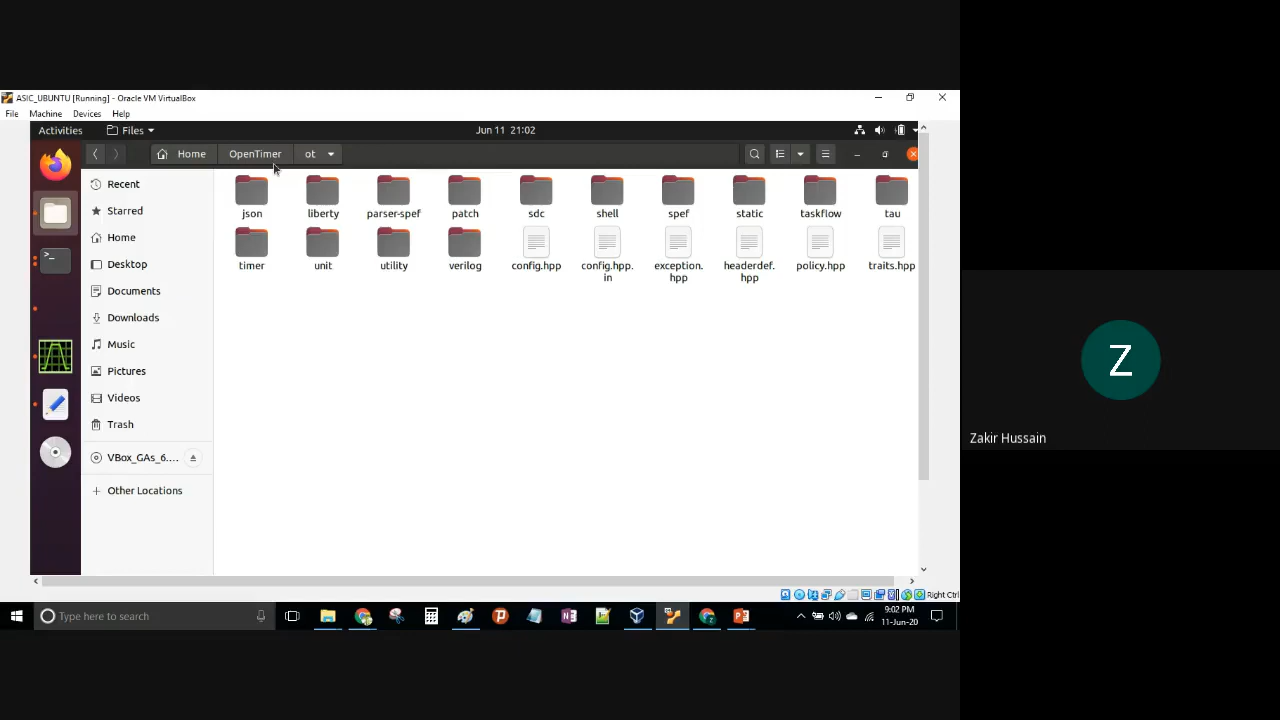 ASIC_UBUNTU [Running] - Oracle VM VirtualBox
File Machine Devices Help
Activities Files Jun 11 21:02
Home OpenTimer ot
Recent
Starred
Home
Desktop
Documents
Downloads
Music
Pictures
Videos
Trash
VBox_GAs_6....
+ Other Locations
json liberty parser-spef patch sdc shell spef static taskflow tau
timer unit utility verilog config.hpp config.hpp. exception. headerdef. policy.hpp traits.hpp
in hpp hpp
Z
Zakir Hussain
Right Ctrl
Type here to search
9:02 PM
11-Jun-20